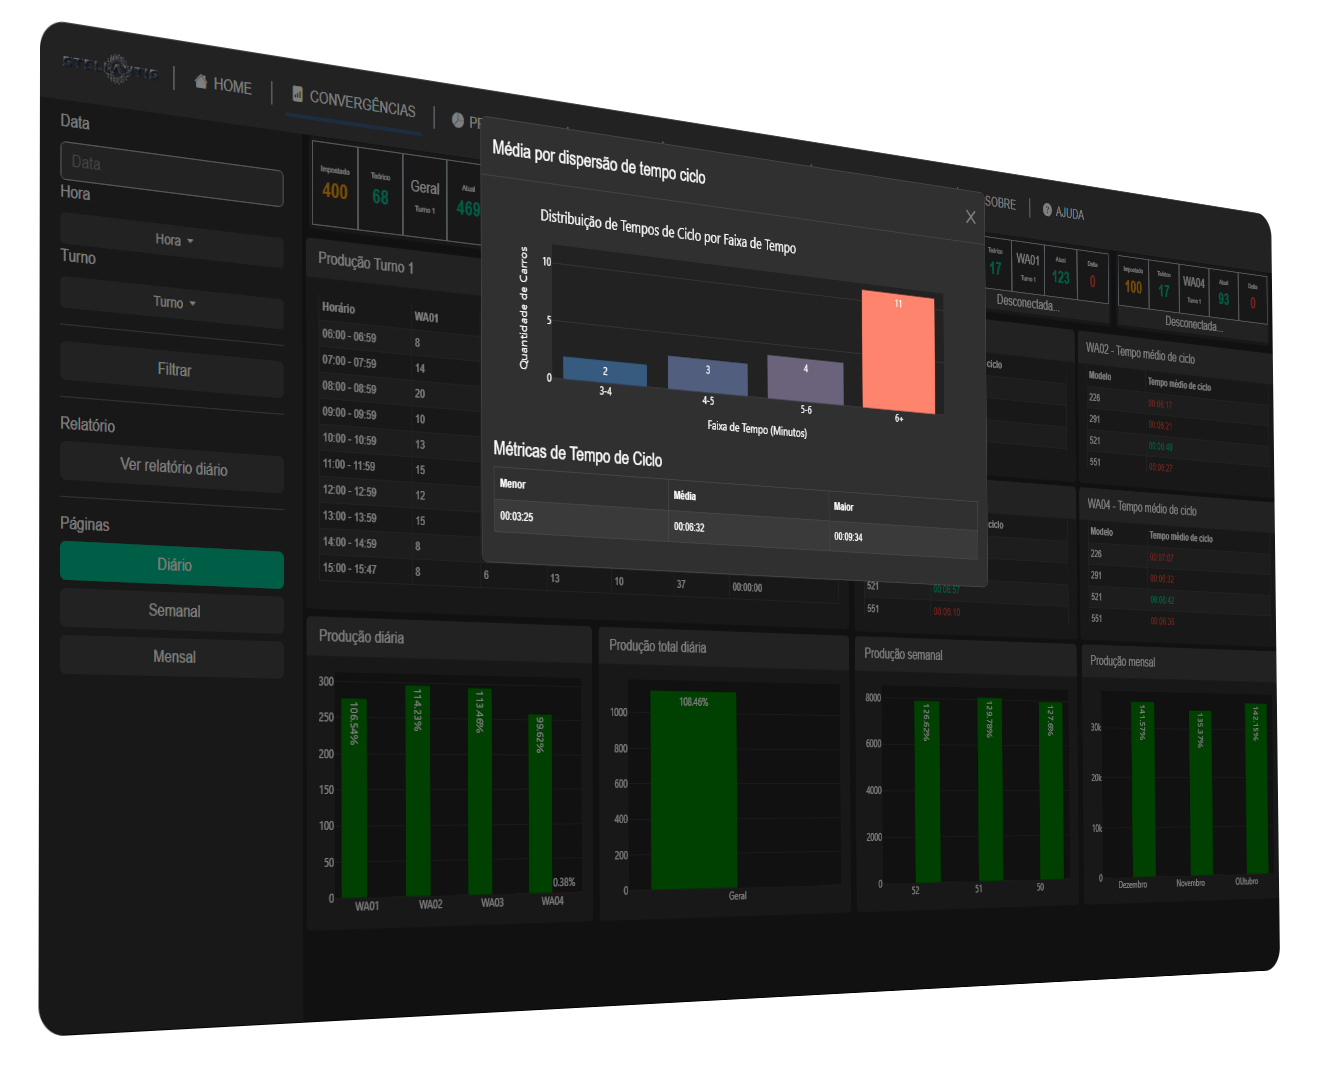 STELLANTIS
HOME
CONVERGÊNCIAS
SOBRE
AJUDA
Data
Data
Hora
Hora
Turno
Turno
Filtrar
Relatório
Ver relatório diário
Páginas
Diário
Semanal
Mensal
Impostado
400
Teórico
68
Geral
Turno 1
Atual
469
Teórico
17
WA01
Turno 1
Atual
123
Delta
0
Desconectada...
Impostado
100
Teórico
17
WA04
Turno 1
Atual
93
Delta
0
Desconectada...
Produção Turno 1
Horário WA01
06:00 - 06:59 8
07:00 - 07:59 14
08:00 - 08:59 20
09:00 - 09:59 10
10:00 - 10:59 13
11:00 - 11:59 15
12:00 - 12:59 12
13:00 - 13:59 15
14:00 - 14:59 8
15:00 - 15:47 8 6 13 10 37 00:00:00
Média por dispersão de tempo ciclo
X
Distribuição de Tempos de Ciclo por Faixa de Tempo
Quantidade de Carros
10
5
0
2
3
4
11
3-4
4-5
5-6
6+
Faixa de Tempo (Minutos)
Métricas de Tempo de Ciclo
Menor Média Maior
00:03:25 00:06:32 00:09:34
ciclo
ciclo
521 00:06:57
551 00:06:10
WA02 - Tempo médio de ciclo
Modelo Tempo médio de ciclo
226 00:06:17
291 00:06:21
521
551 00:06:27
WA04 - Tempo médio de ciclo
Modelo Tempo médio de ciclo
226 00:07:07
291 00:06:32
521 00:06:42
551
Produção diária
300
250
200
150
100
50
0
106.54%
114.23%
113.46%
99.62%
0.38%
WA01
WA02
WA03
WA04
Produção total diária
1000
800
600
400
200
0
108.46%
Geral
Produção semanal
8000
6000
4000
2000
0
126.62%
129.78%
127.6%
52
51
50
Produção mensal
30k
20k
10k
0
141.57%
135.37%
142.15%
Dezembro
Novembro
OUtubro